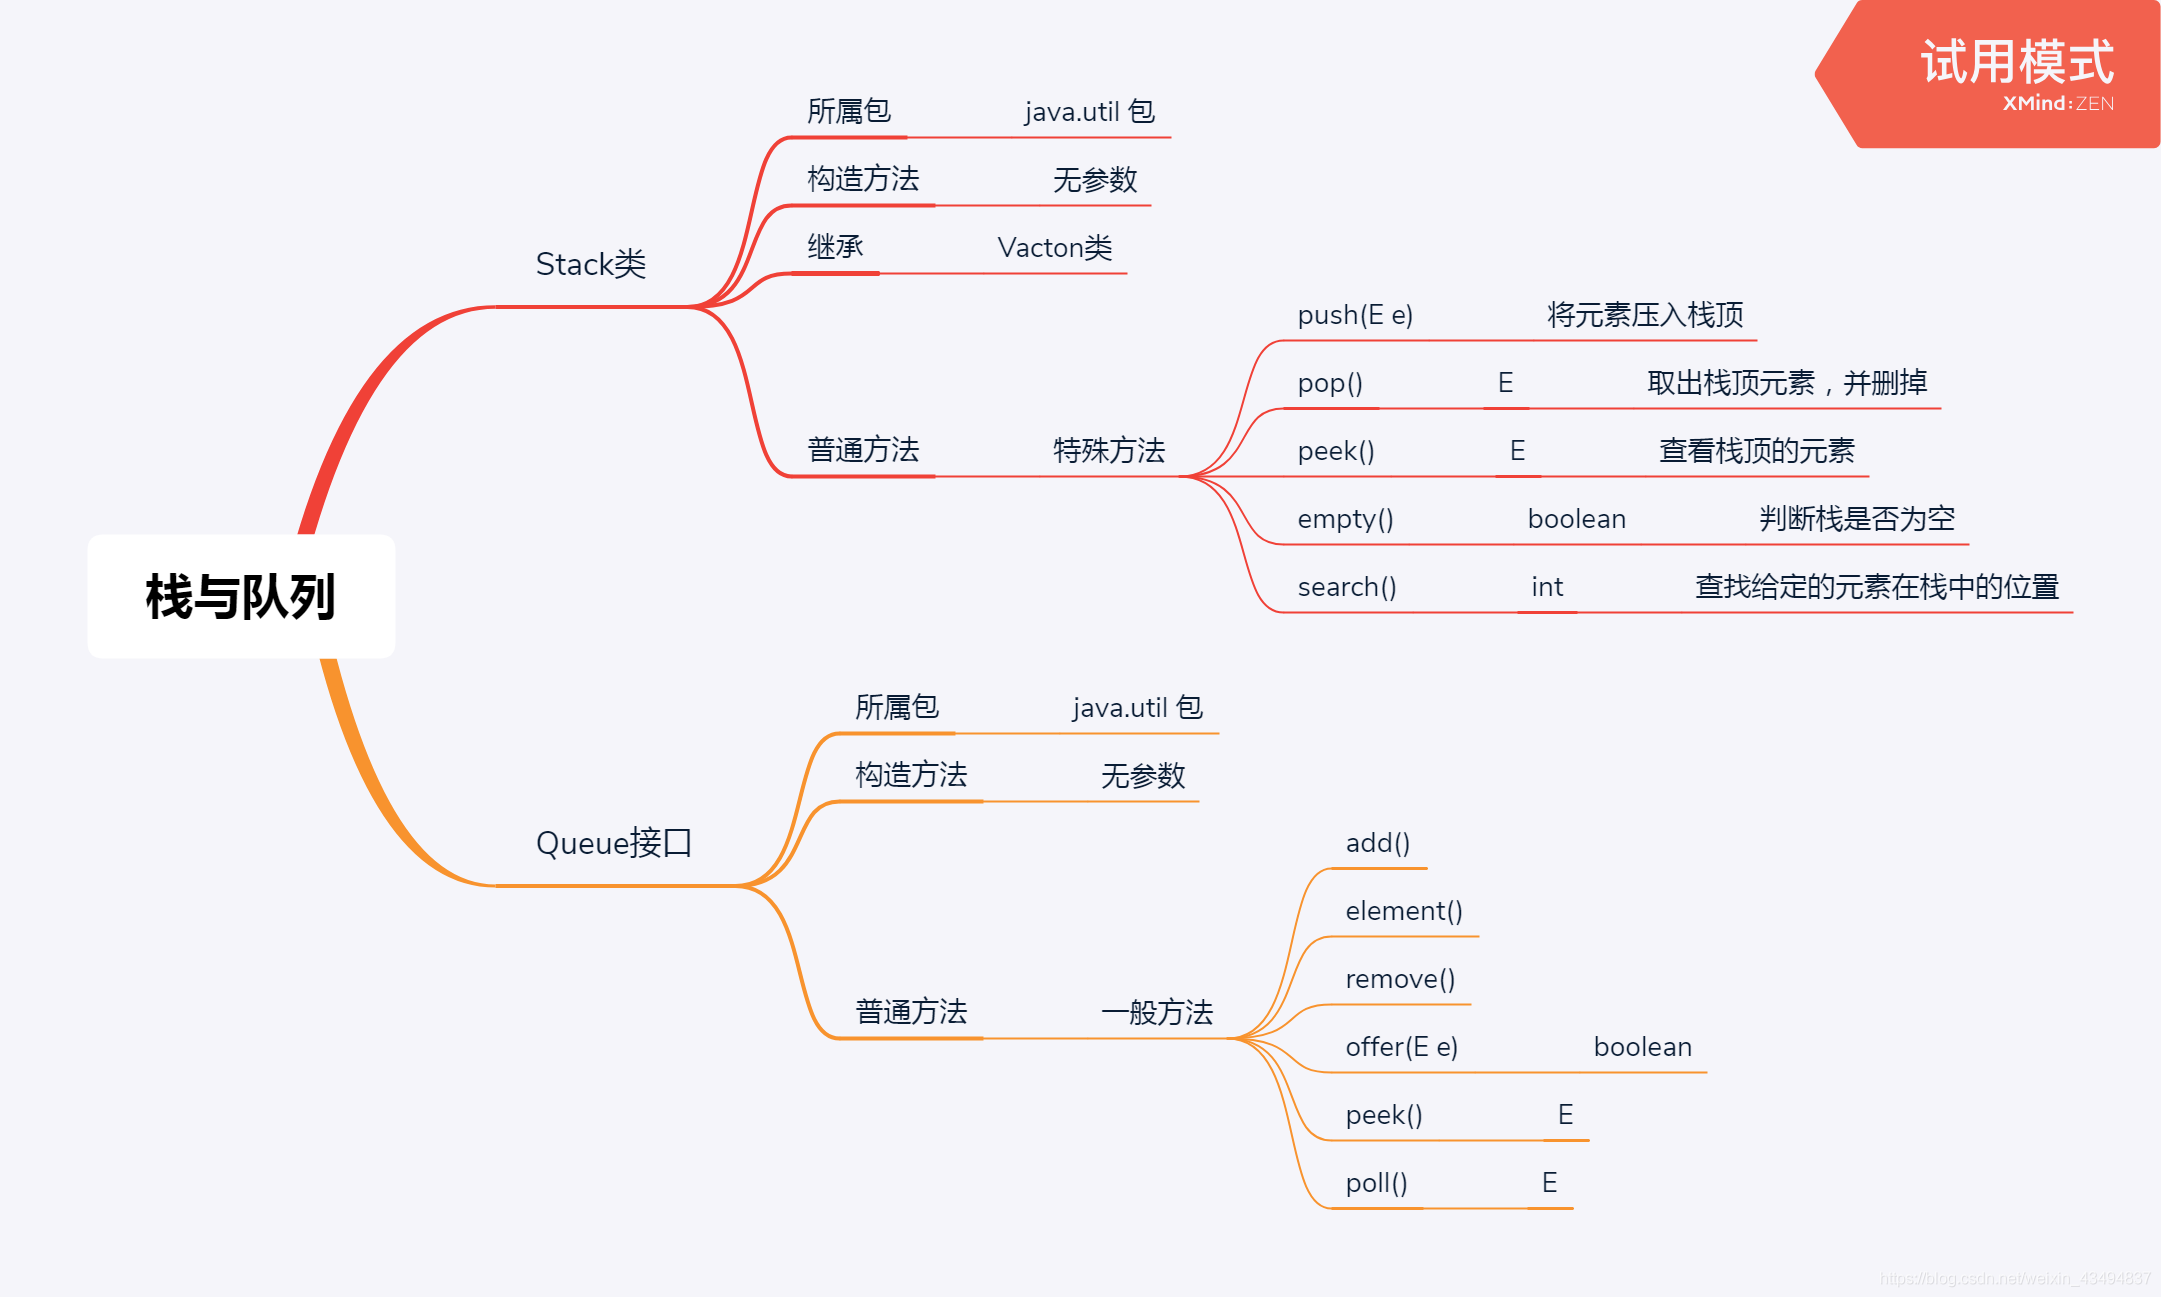 试用模式
XMind:ZEN
栈与队列
Stack类
所属包 java.util 包
构造方法 无参数
继承 Vacton类
普通方法 特殊方法
push(E e) 将元素压入栈顶
pop() E 取出栈顶元素，并删掉
peek() E 查看栈顶的元素
empty() boolean 判断栈是否为空
search() int 查找给定的元素在栈中的位置
Queue接口
所属包 java.util 包
构造方法 无参数
普通方法 一般方法
add()
element()
remove()
offer(E e) boolean
peek() E
poll() E
https://blog.csdn.net/weixin_43494837